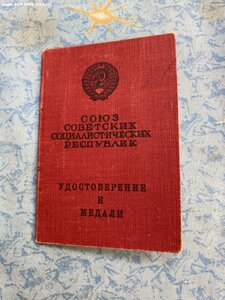 СОЮЗ
СОВЕТСКИХ
СОЦИАЛИСТИЧЕСКИХ
РЕСПУБЛИК
УДОСТОВЕРЕНИЕ
К
МЕДАЛИ